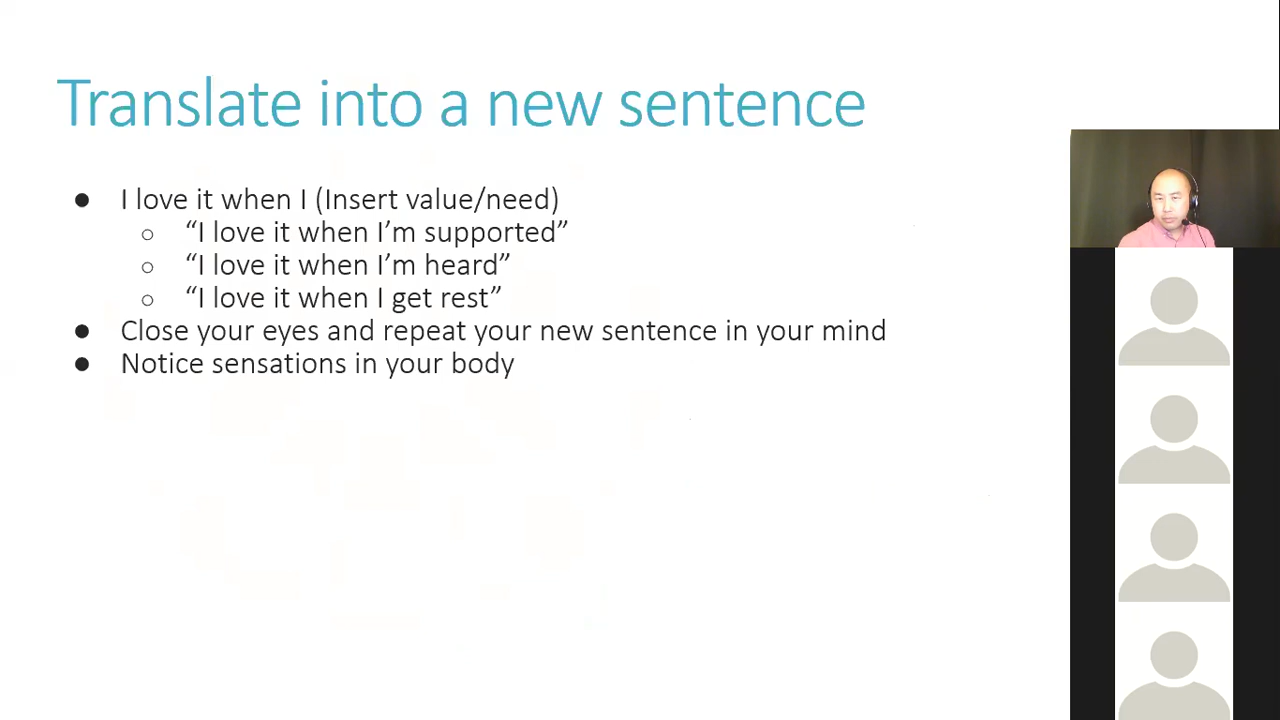 Translate into a new sentence
● I love it when I (Insert value/need)
○ “I love it when I’m supported”
○ “I love it when I’m heard”
○ “I love it when I get rest”
● Close your eyes and repeat your new sentence in your mind
● Notice sensations in your body